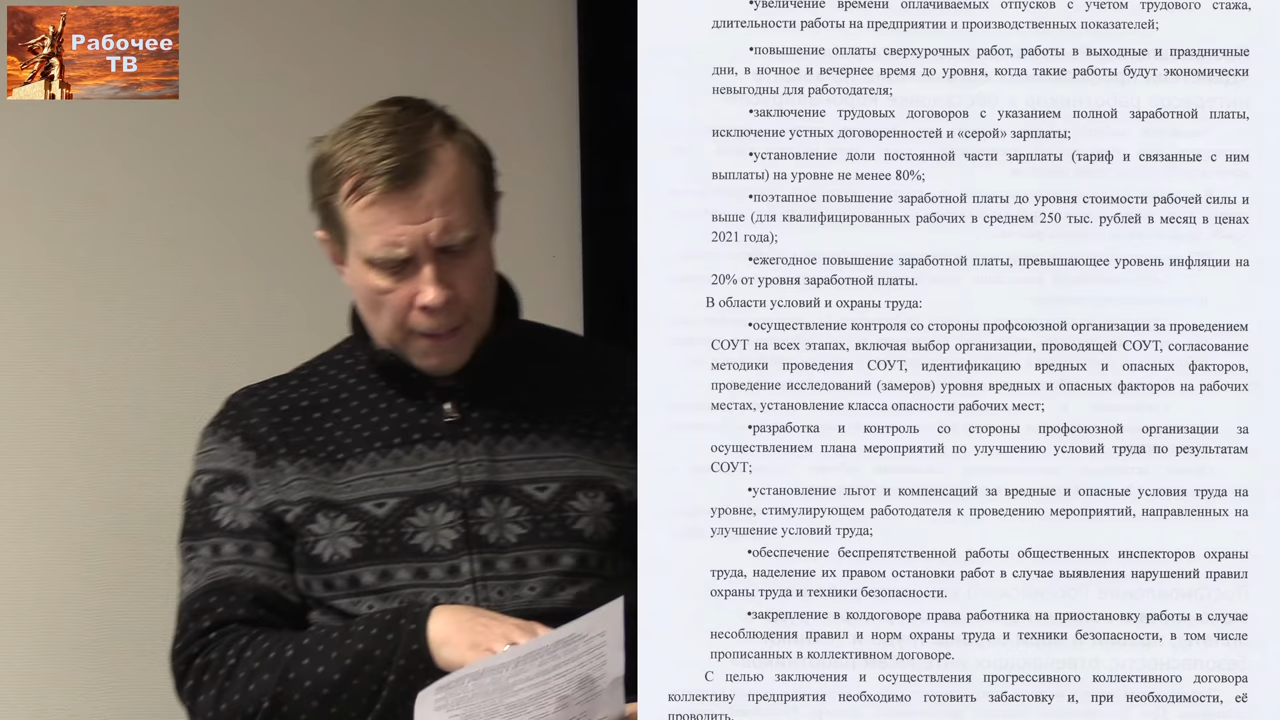 Рабочее
ТВ
•увеличение времени оплачиваемых отпусков с учетом трудового стажа,
длительности работы на предприятии и производственных показателей;
•повышение оплаты сверхурочных работ, работы в выходные и праздничные
дни, в ночное и вечернее время до уровня, когда такие работы будут экономически
невыгодны для работодателя;
•заключение трудовых договоров с указанием полной заработной платы,
исключение устных договоренностей и «серой» зарплаты;
•установление доли постоянной части зарплаты (тариф и связанные с ним
выплаты) на уровне не менее 80%;
•поэтапное повышение заработной платы до уровня стоимости рабочей силы и
выше (для квалифицированных рабочих в среднем 250 тыс. рублей в месяц в ценах
2021 года);
•ежегодное повышение заработной платы, превышающее уровень инфляции на
20% от уровня заработной платы.
В области условий и охраны труда:
•осуществление контроля со стороны профсоюзной организации за проведением
СОУТ на всех этапах, включая выбор организации, проводящей СОУТ, согласование
методики проведения СОУТ, идентификацию вредных и опасных факторов,
проведение исследований (замеров) уровня вредных и опасных факторов на рабочих
местах, установление класса опасности рабочих мест;
•разработка и контроль со стороны профсоюзной организации за
осуществлением плана мероприятий по улучшению условий труда по результатам
СОУТ;
•установление льгот и компенсаций за вредные и опасные условия труда на
уровне, стимулирующем работодателя к проведению мероприятий, направленных на
улучшение условий труда;
•обеспечение беспрепятственной работы общественных инспекторов охраны
труда, наделение их правом остановки работ в случае выявления нарушений правил
охраны труда и техники безопасности.
•закрепление в колдоговоре права работника на приостановку работы в случае
несоблюдения правил и норм охраны труда и техники безопасности, в том числе
прописанных в коллективном договоре.
С целью заключения и осуществления прогрессивного коллективного договора
коллективу предприятия необходимо готовить забастовку и, при необходимости, её
проводить.